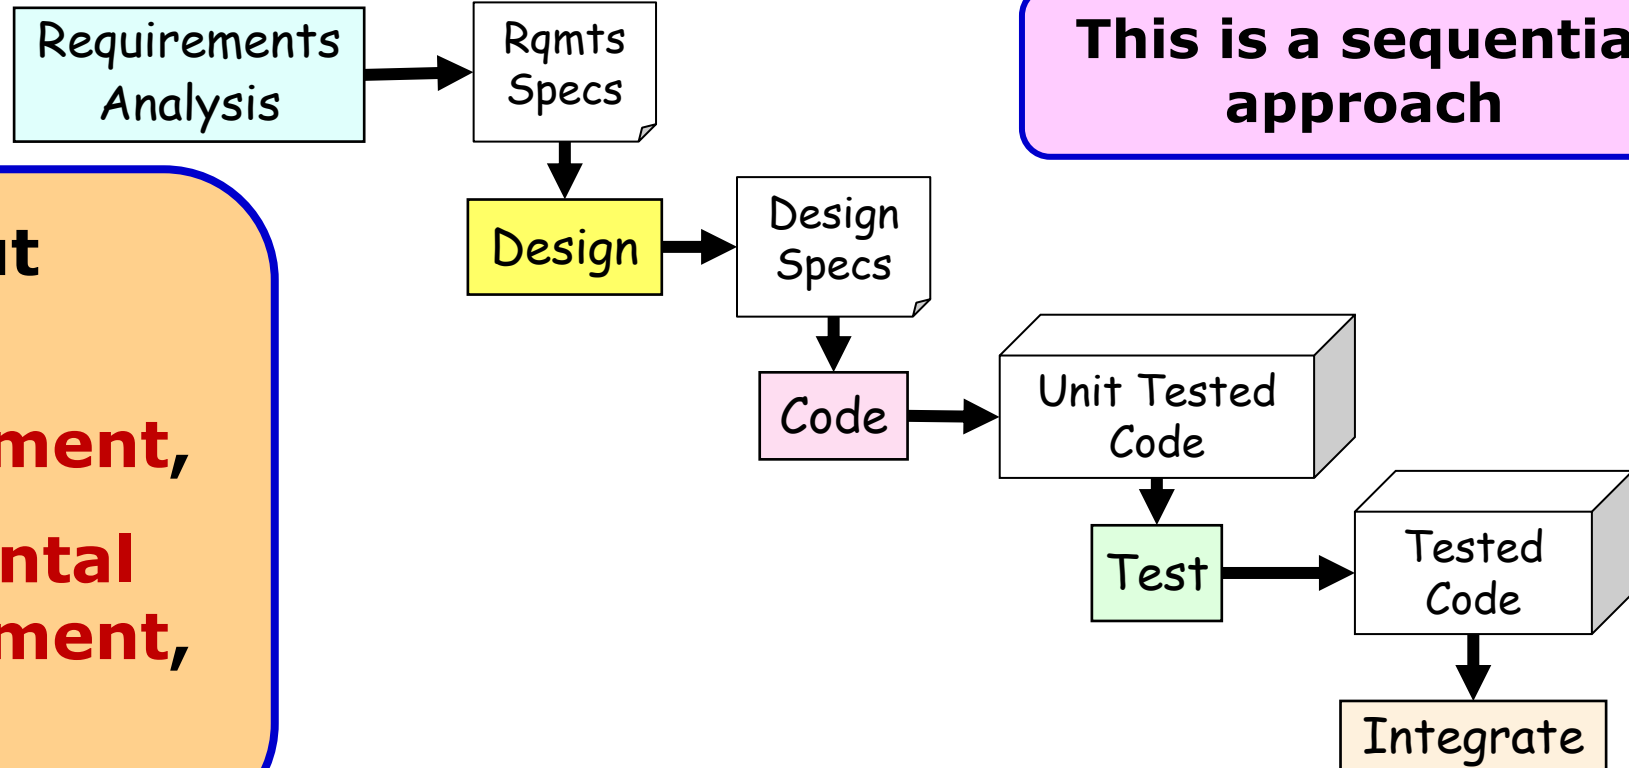 Requirements
Analysis
Rqmts
Specs
This is a sequentia
approach
Design
Design
Specs
Code
Unit Tested
Code
Test
Tested
Code
Integrate
ut
ment,
ntal
ment,